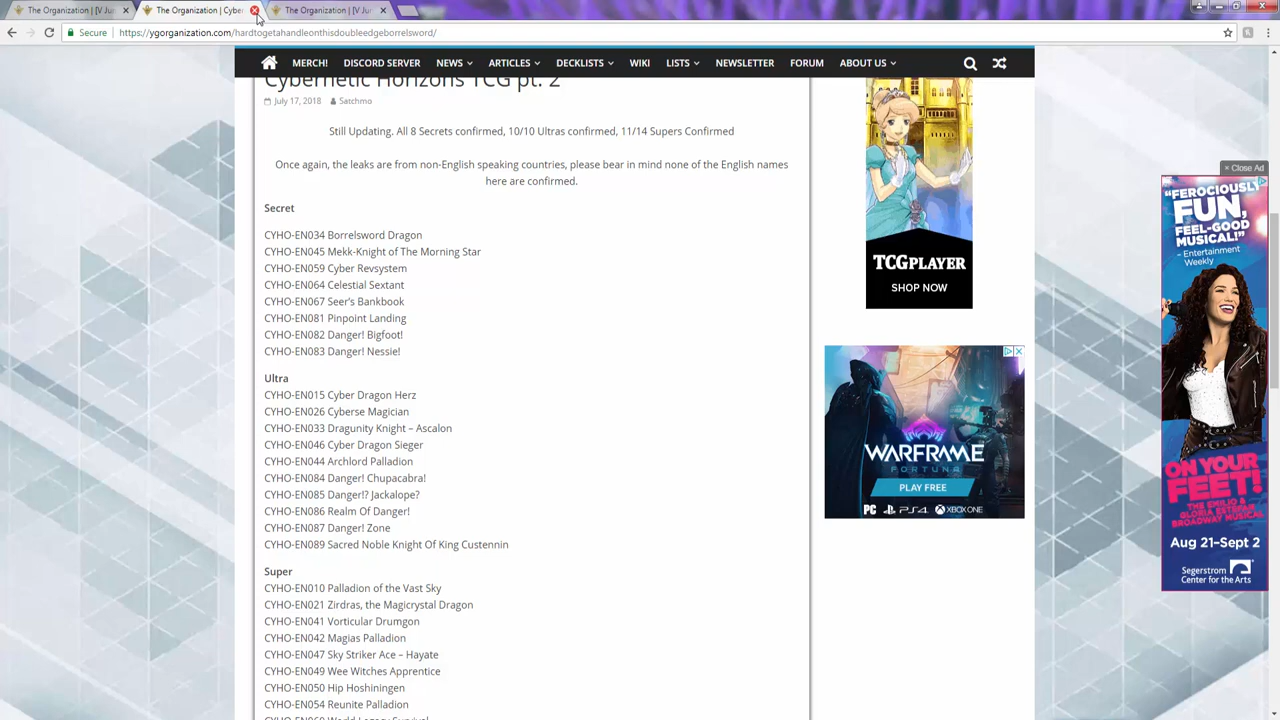 The Organization | [V Ju
The Organization | Cyber
The Organization | [V Ju
Secure
https://ygorganization.com/hardtogetahandleonthisdoubleedgeborrelsword/
MERCH!
DISCORD SERVER
NEWS
ARTICLES
DECKLISTS
WIKI
LISTS
NEWSLETTER
FORUM
ABOUT US
Cybernetic Horizons TCG pt. 2
July 17, 2018
Satchmo
Still Updating. All 8 Secrets confirmed, 10/10 Ultras confirmed, 11/14 Supers Confirmed
Once again, the leaks are from non-English speaking countries, please bear in mind none of the English names
here are confirmed.
Secret
CYHO-EN034 Borrelsword Dragon
CYHO-EN045 Mekk-Knight of The Morning Star
CYHO-EN059 Cyber Revsystem
CYHO-EN064 Celestial Sextant
CYHO-EN067 Seer's Bankbook
CYHO-EN081 Pinpoint Landing
CYHO-EN082 Danger! Bigfoot!
CYHO-EN083 Danger! Nessie!
Ultra
CYHO-EN015 Cyber Dragon Herz
CYHO-EN026 Cyberse Magician
CYHO-EN033 Dragunity Knight – Ascalon
CYHO-EN046 Cyber Dragon Sieger
CYHO-EN044 Archlord Palladion
CYHO-EN084 Danger! Chupacabra!
CYHO-EN085 Danger!? Jackalope?
CYHO-EN086 Realm Of Danger!
CYHO-EN087 Danger! Zone
CYHO-EN089 Sacred Noble Knight Of King Custennin
Super
CYHO-EN010 Palladion of the Vast Sky
CYHO-EN021 Zirdras, the Magicrystal Dragon
CYHO-EN041 Vorticular Drumgon
CYHO-EN042 Magias Palladion
CYHO-EN047 Sky Striker Ace – Hayate
CYHO-EN049 Wee Witches Apprentice
CYHO-EN050 Hip Hoshiningen
CYHO-EN054 Reunite Palladion
CYHO-EN060 World Legacy Survival
TCGPLAYER
SHOP NOW
WARFRAME
FORTUNA
PLAY FREE
PC PS4 XBOX ONE
× Close Ad
"FEROCIOUSLY
FUN,
FEEL-GOOD
MUSICAL!"
– Entertainment
Weekly
ON YOUR
FEET!
THE EMILIO &
GLORIA ESTEFAN
BROADWAY MUSICAL
Aug 21–Sept 2
Segerstrom
Center for the Arts